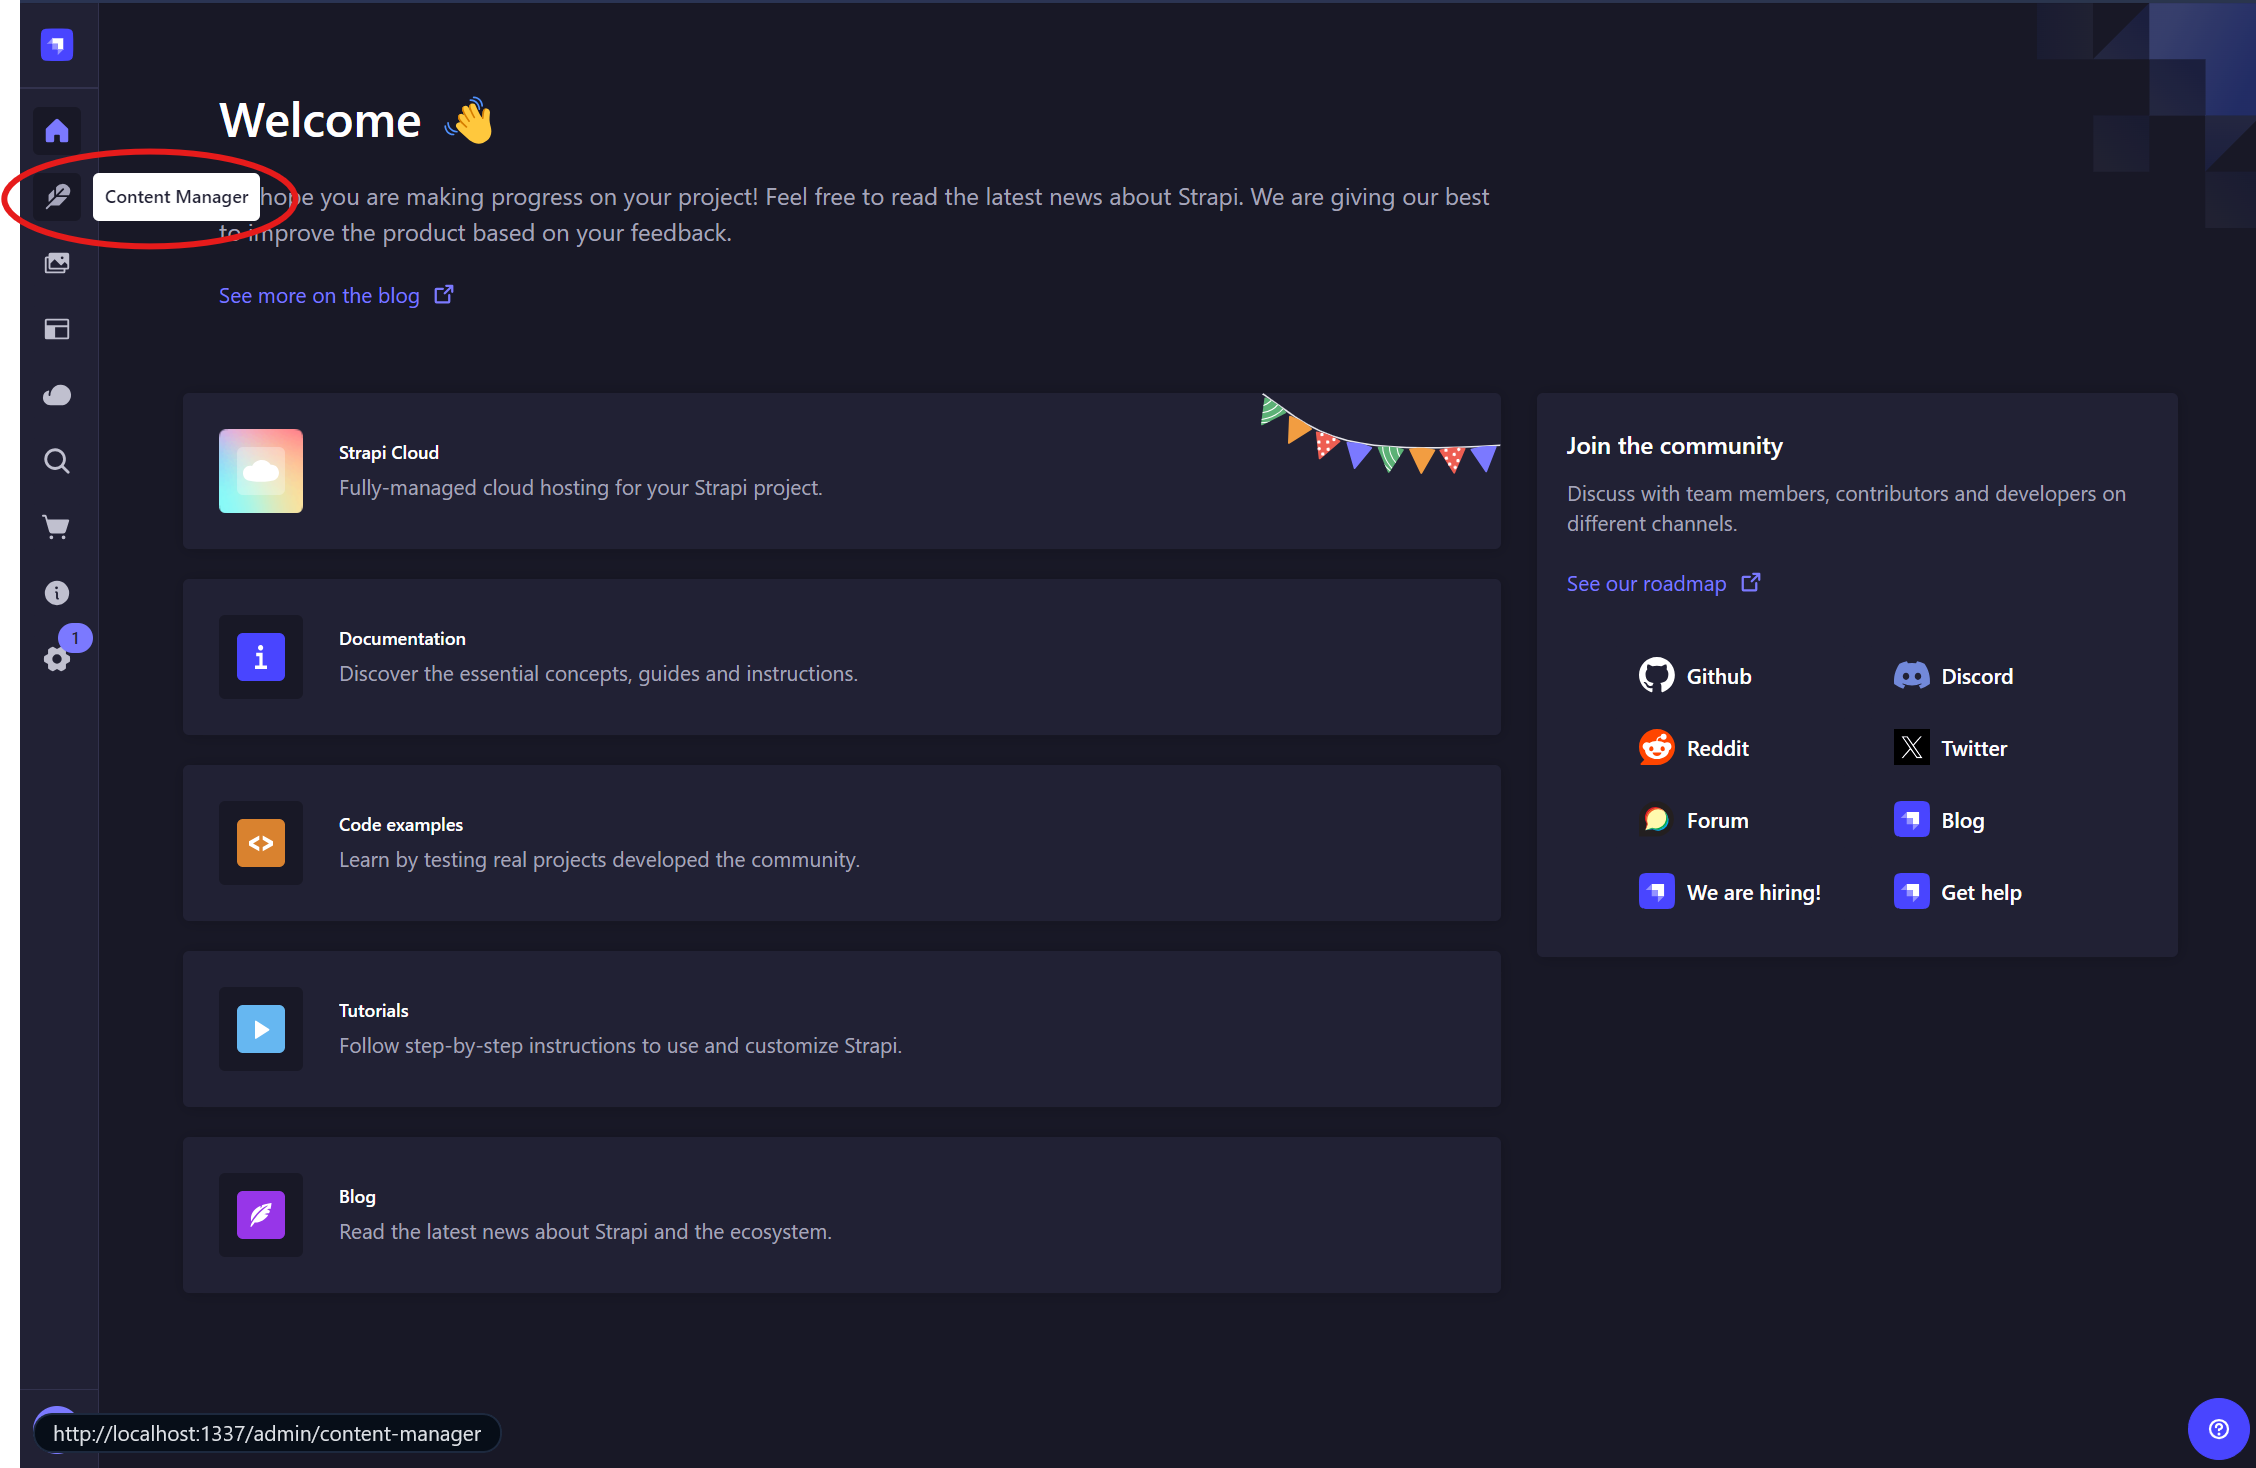 Welcome
Content Manager
hope you are making progress on your project! Feel free to read the latest news about Strapi. We are giving our best
to improve the product based on your feedback.
See more on the blog
Strapi Cloud
Fully-managed cloud hosting for your Strapi project.
Documentation
Discover the essential concepts, guides and instructions.
Code examples
Learn by testing real projects developed the community.
Tutorials
Follow step-by-step instructions to use and customize Strapi.
Blog
Read the latest news about Strapi and the ecosystem.
Join the community
Discuss with team members, contributors and developers on
different channels.
See our roadmap
Github
Discord
Reddit
Twitter
Forum
Blog
We are hiring!
Get help
1
http://localhost:1337/admin/content-manager